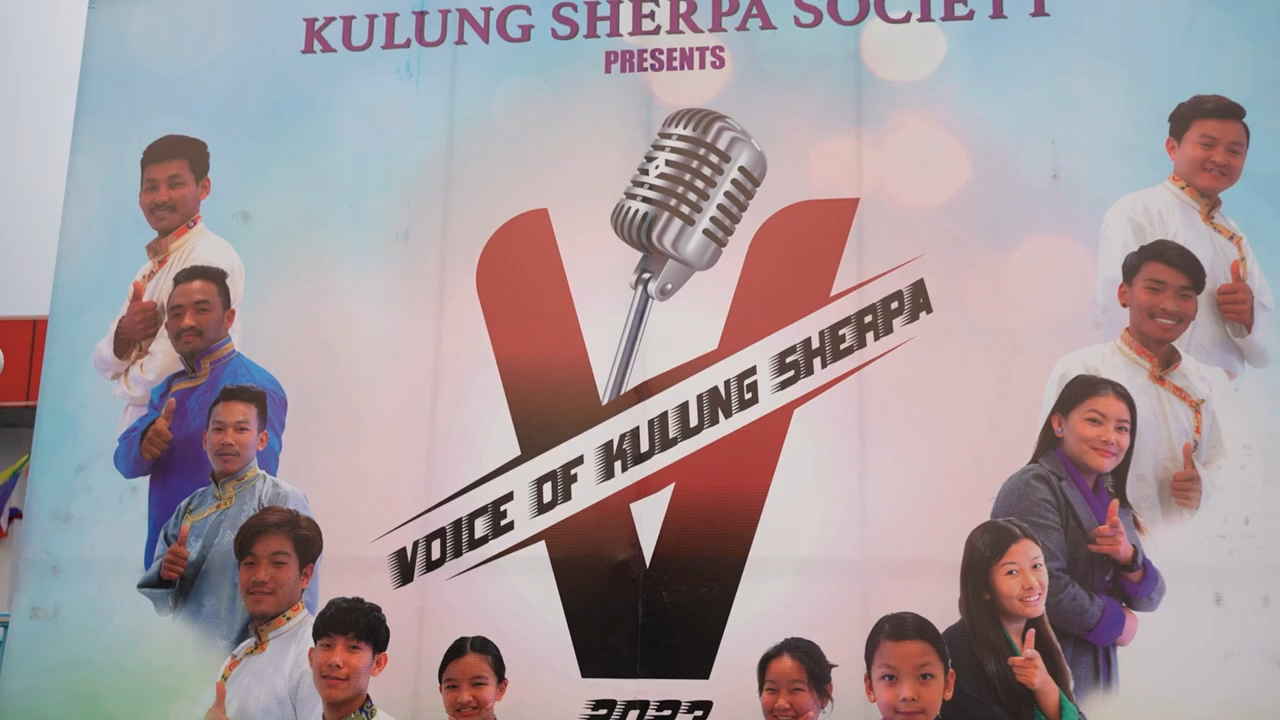 KULUNG SHERPA SOCIETY
PRESENTS
VOICE OF KULUNG SHERPA